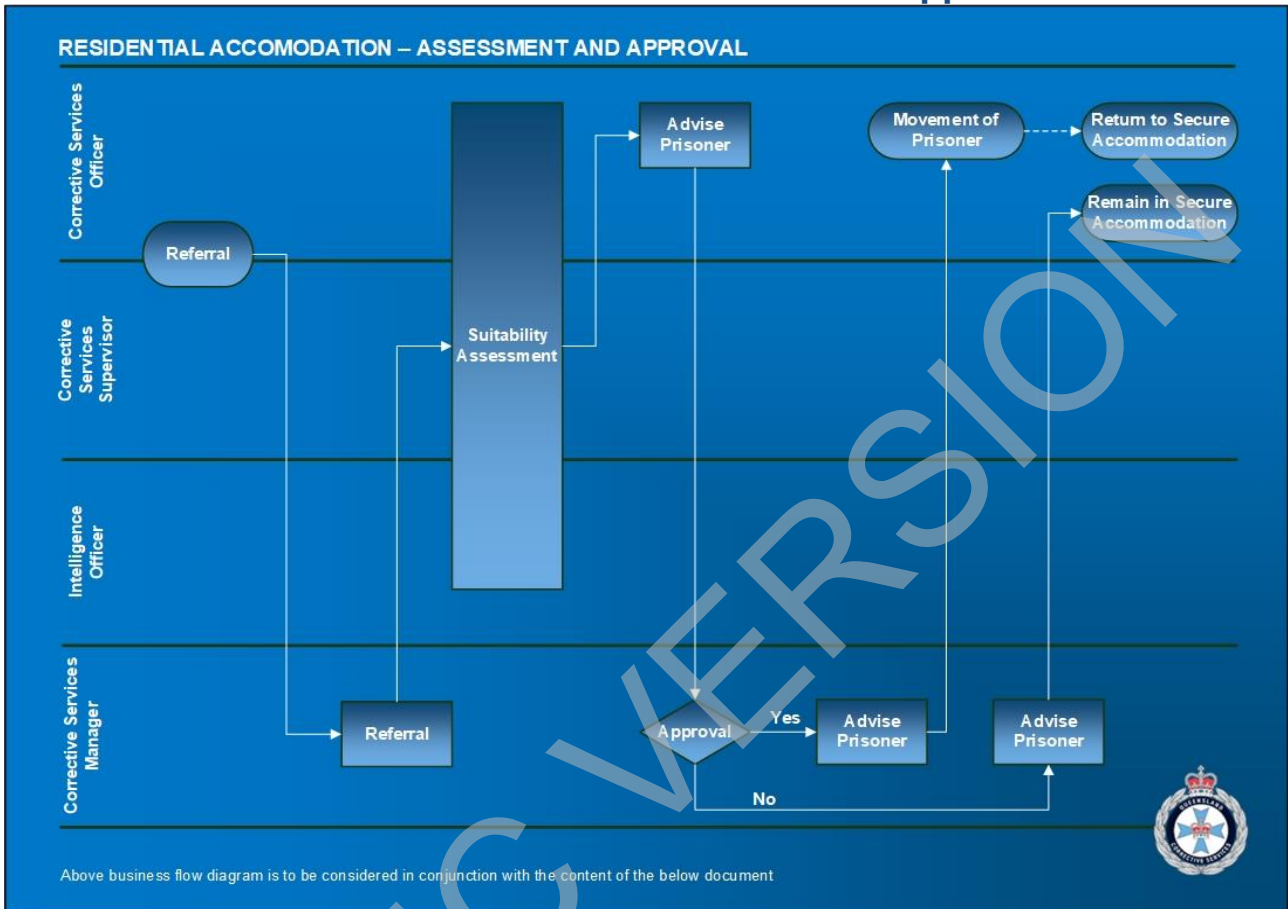 RESIDENTIAL ACCOMODATION – ASSESSMENT AND APPROVAL
Corrective Services
Officer
Referral
Advise
Prisoner
Movement of
Prisoner
Return to Secure
Accommodation
Remain in Secure
Accommodation
Corrective
Services
Supervisor
Suitability
Assessment
Intelligence
Officer
Corrective Services
Manager
Referral
Approval
Yes
Advise
Prisoner
Advise
Prisoner
No
QUEENSLAND
CORRECTIVE SERVICES
Above business flow diagram is to be considered in conjunction with the content of the below document
C VERSION